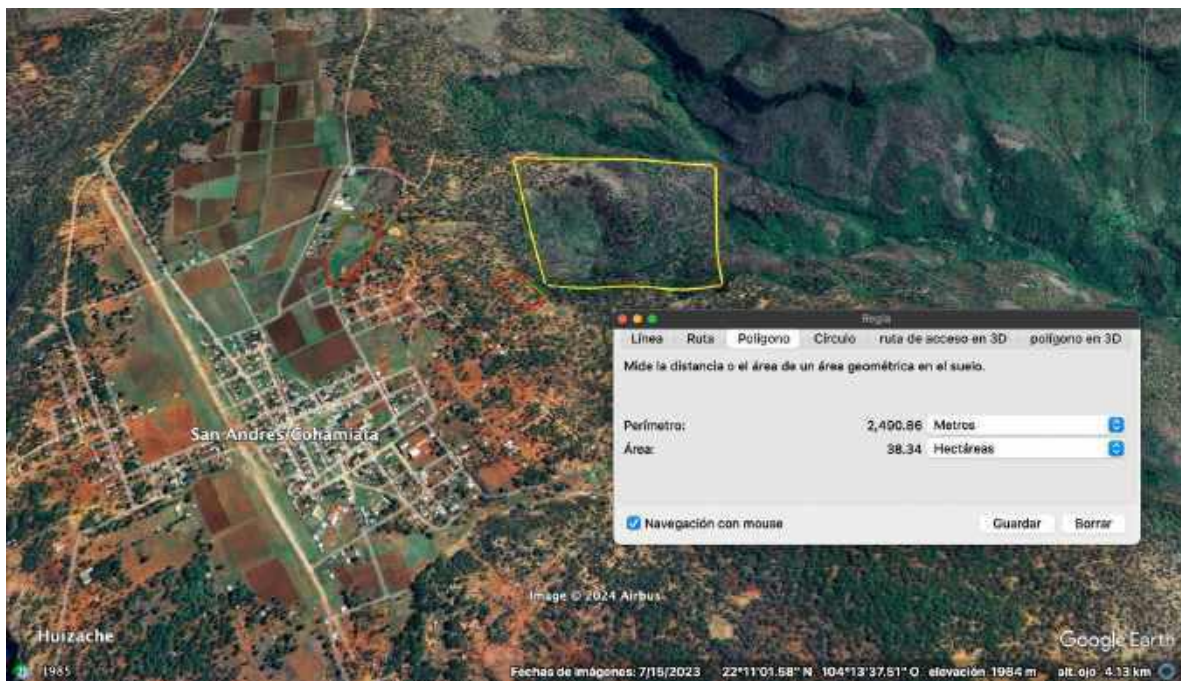 Regla
Línea Ruta Polígono Círculo ruta de acceso en 3D polígono en 3D
Mide la distancia o el área de un área geométrica en el suelo.
Perímetro: 2,490.86 Metros
Área: 38.34 Hectáreas
Navegación con mouse Guardar Borrar
San Andrés Cohamiata
Image © 2024 Airbus
Huizache
Google Earth
1985 Fechas de imágenes: 7/15/2023 22°11'01.58" N 104°13'37.51" O elevación 1984 m alt. ojo 4.13 km